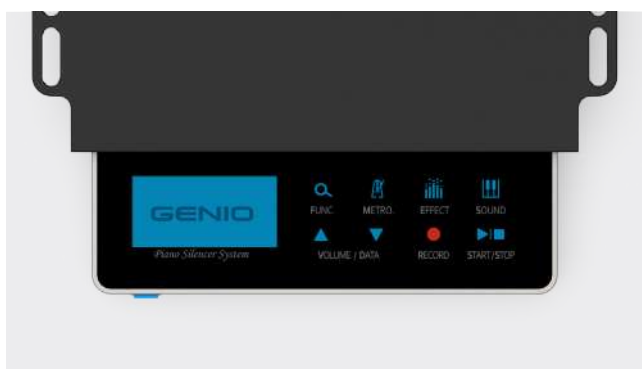 GENIO
Piano Silencer System
FUNC.
METRO.
EFFECT
SOUND
VOLUME / DATA
RECORD
START/STOP